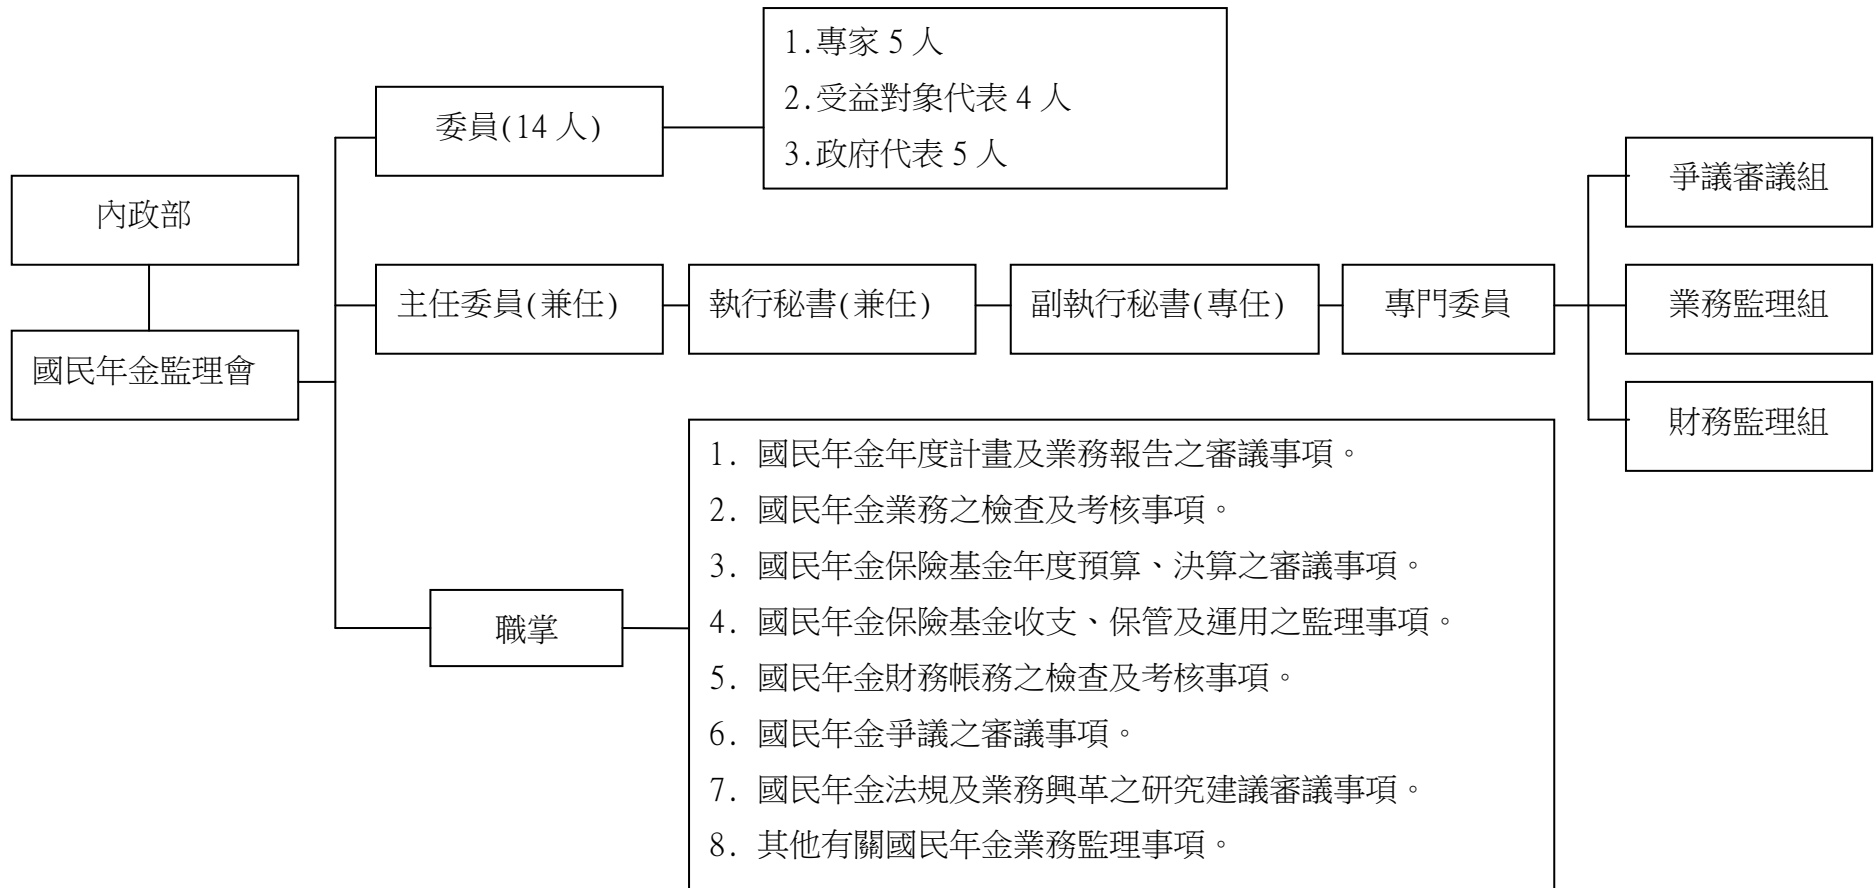 1.專家 5 人
2.受益對象代表 4 人
3.政府代表 5 人
委員(14 人)
內政部
國民年金監理會
主任委員(兼任)
執行秘書(兼任)
副執行秘書(專任)
專門委員
爭議審議組
業務監理組
財務監理組
職掌
1. 國民年金年度計畫及業務報告之審議事項。
2. 國民年金業務之檢查及考核事項。
3. 國民年金保險基金年度預算、決算之審議事項。
4. 國民年金保險基金收支、保管及運用之監理事項。
5. 國民年金財務帳務之檢查及考核事項。
6. 國民年金爭議之審議事項。
7. 國民年金法規及業務興革之研究建議審議事項。
8. 其他有關國民年金業務監理事項。